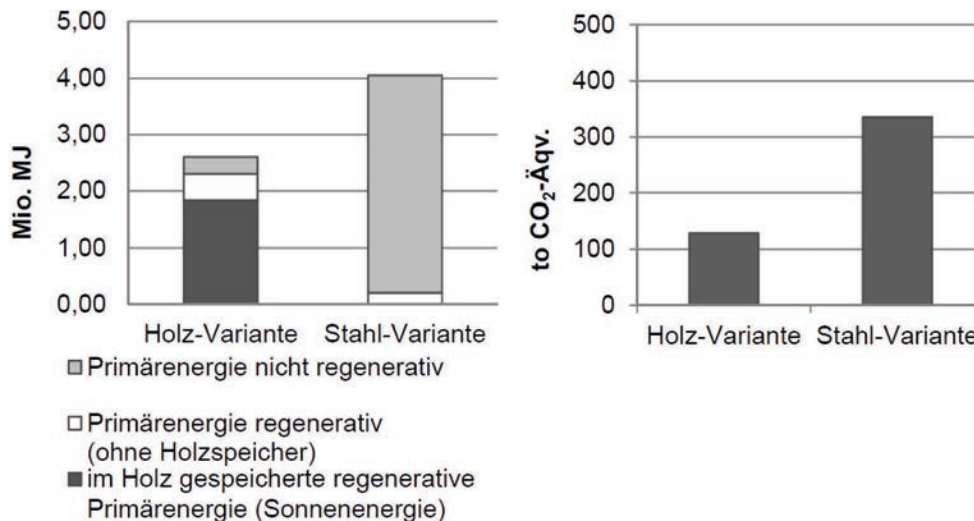 Mio. MJ
5,00
4,00
3,00
2,00
1,00
0,00
Holz-Variante Stahl-Variante
Primärenergie nicht regenerativ
Primärenergie regenerativ
(ohne Holzspeicher)
im Holz gespeicherte regenerative
Primärenergie (Sonnenenergie)
to CO₂-Äqv.
500
400
300
200
100
0
Holz-Variante Stahl-Variante